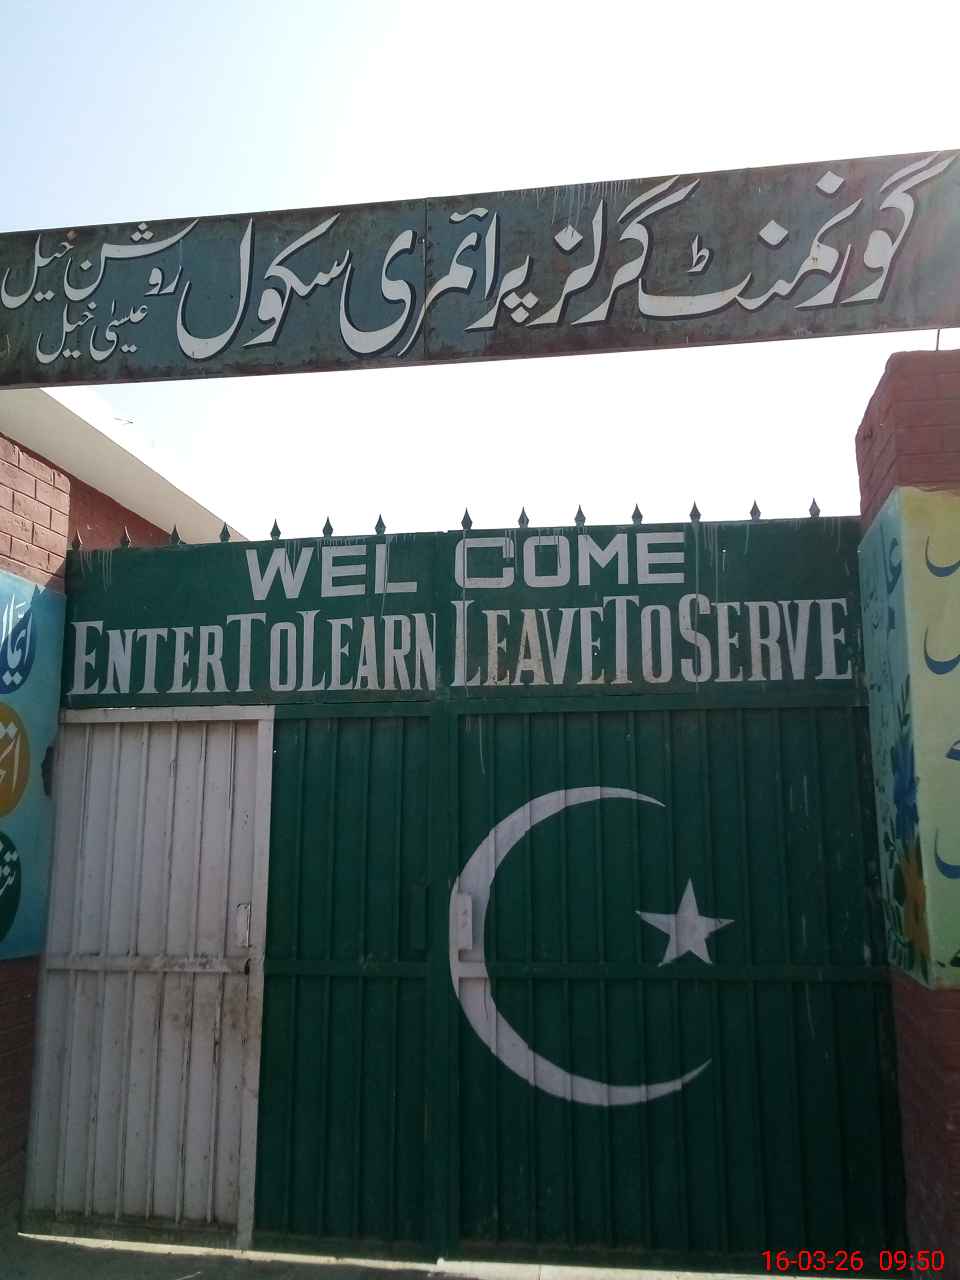 گورنمنٹ گرلز پرائمری سکول روشن خیل
عیسیٰ خیل
WEL COME
ENTER TO LEARN LEAVE TO SERVE
16-03-26 09:50